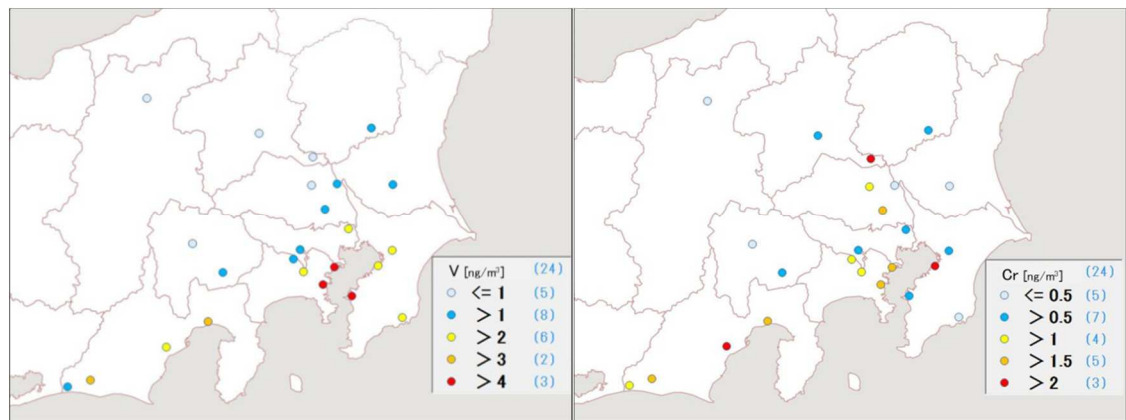 V [ng/m³] (24)
<= 1 (5)
> 1 (8)
> 2 (6)
> 3 (2)
> 4 (3)
Cr [ng/m³] (24)
<= 0.5 (5)
> 0.5 (7)
> 1 (4)
> 1.5 (5)
> 2 (3)